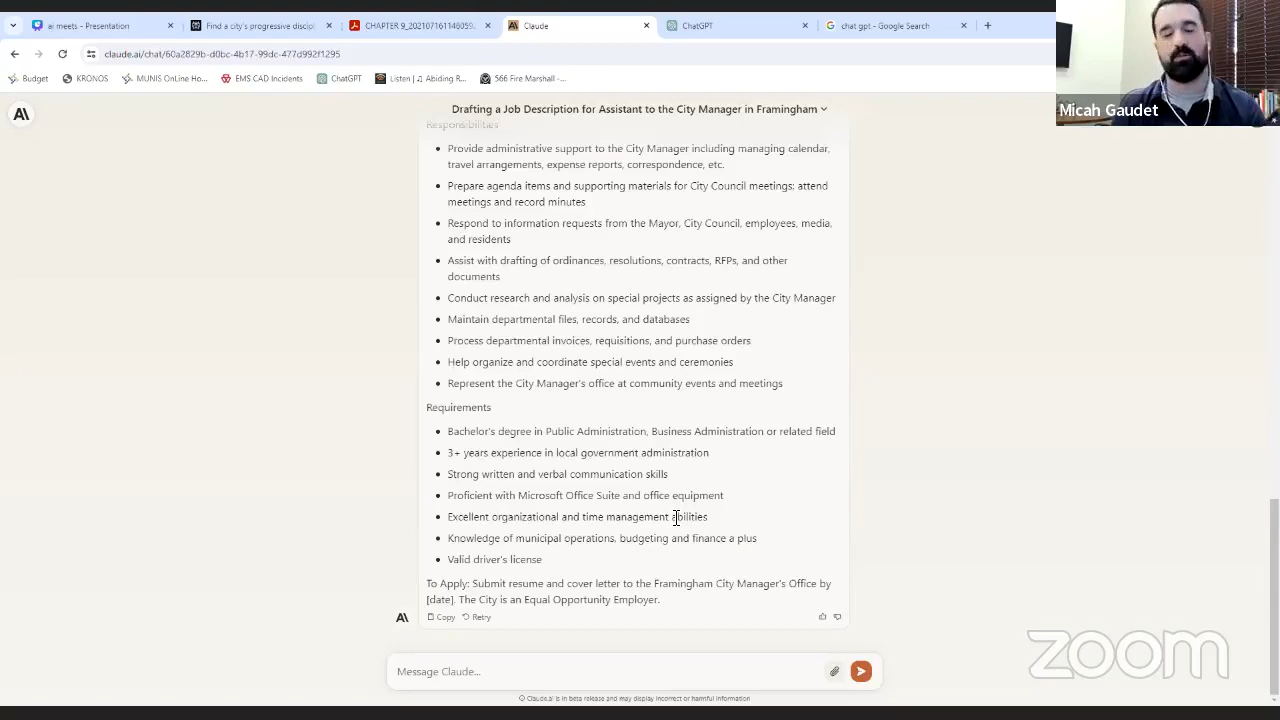 ai meets - Presentation
Find a city's progressive discipl
CHAPTER 9_202107161146059...
Claude
ChatGPT
chat gpt - Google Search
claude.ai/chat/60a2829b-d0bc-4b17-99dc-477d992f1295
Budget
KRONOS
MUNIS OnLine Ho...
EMS CAD Incidents
ChatGPT
Listen | ♫ Abiding R...
566 Fire Marshall -...
Micah Gaudet
Drafting a Job Description for Assistant to the City Manager in Framingham
Responsibilities
Provide administrative support to the City Manager including managing calendar,
travel arrangements, expense reports, correspondence, etc.
Prepare agenda items and supporting materials for City Council meetings; attend
meetings and record minutes
Respond to information requests from the Mayor, City Council, employees, media,
and residents
Assist with drafting of ordinances, resolutions, contracts, RFPs, and other
documents
Conduct research and analysis on special projects as assigned by the City Manager
Maintain departmental files, records, and databases
Process departmental invoices, requisitions, and purchase orders
Help organize and coordinate special events and ceremonies
Represent the City Manager's office at community events and meetings
Requirements
Bachelor's degree in Public Administration, Business Administration or related field
3+ years experience in local government administration
Strong written and verbal communication skills
Proficient with Microsoft Office Suite and office equipment
Excellent organizational and time management abilities
Knowledge of municipal operations, budgeting and finance a plus
Valid driver's license
To Apply: Submit resume and cover letter to the Framingham City Manager's Office by
[date]. The City is an Equal Opportunity Employer.
Copy Retry
Message Claude...
Claude.ai is in beta release and may display incorrect or harmful information
zoom